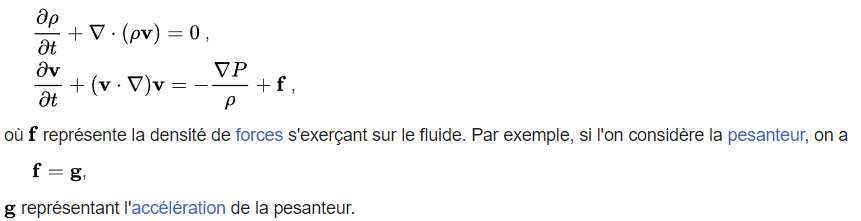 ∂ρ/∂t + ∇ · (ρv) = 0 ,
∂v/∂t + (v · ∇)v = −∇P/ρ + f ,
où f représente la densité de forces s'exerçant sur le fluide. Par exemple, si l'on considère la pesanteur, on a
f = g,
g représentant l'accélération de la pesanteur.